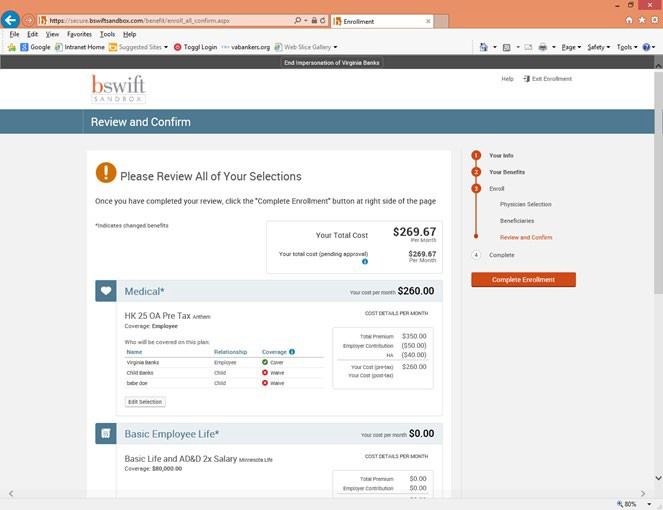 https://secure.bswiftsandbox.com/benefit/enroll_all_confirm.aspx
Enrollment
File Edit View Favorites Tools Help
Google Intranet Home Suggested Sites Toggl Login vabankers.org Web Slice Gallery
Page Safety Tools
End Impersonation of Virginia Banks
bswift
SANDBOX
Help Exit Enrollment
Review and Confirm
Please Review All of Your Selections
Once you have completed your review, click the "Complete Enrollment" button at right side of the page
*Indicates changed benefits
Your Total Cost $269.67
Per Month
Your total cost (pending approval) $269.67
Per Month
Medical*
Your cost per month $260.00
HK 25 OA Pre Tax Anthem
Coverage: Employee
COST DETAILS PER MONTH
Who will be covered on this plan:
Name Relationship Coverage
Virginia Banks Employee Cover
Child Banks Child Waive
babe doe Child Waive
Edit Selection
Total Premium $350.00
Employer Contribution ($50.00)
HA ($40.00)
Your Cost (pre-tax) $260.00
Your Cost (post-tax)
Basic Employee Life*
Your cost per month $0.00
Basic Life and AD&D 2x Salary Minnesota Life
Coverage: $80,000.00
COST DETAILS PER MONTH
Total Premium $0.00
Employer Contribution $0.00
1 Your Info
2 Your Benefits
3 Enroll
Physician Selection
Beneficiaries
Review and Confirm
4 Complete
Complete Enrollment
80%